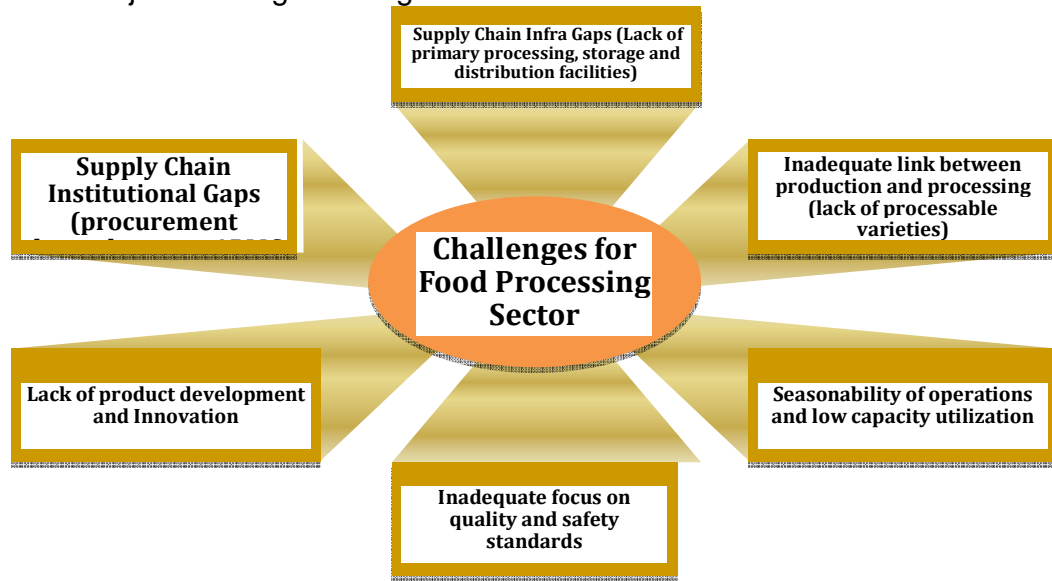 Supply Chain Infra Gaps (Lack of
primary processing, storage and
distribution facilities)
Supply Chain
Institutional Gaps
(procurement
Inadequate link between
production and processing
(lack of processable
varieties)
Challenges for
Food Processing
Sector
Lack of product development
and Innovation
Seasonability of operations
and low capacity utilization
Inadequate focus on
quality and safety
standards